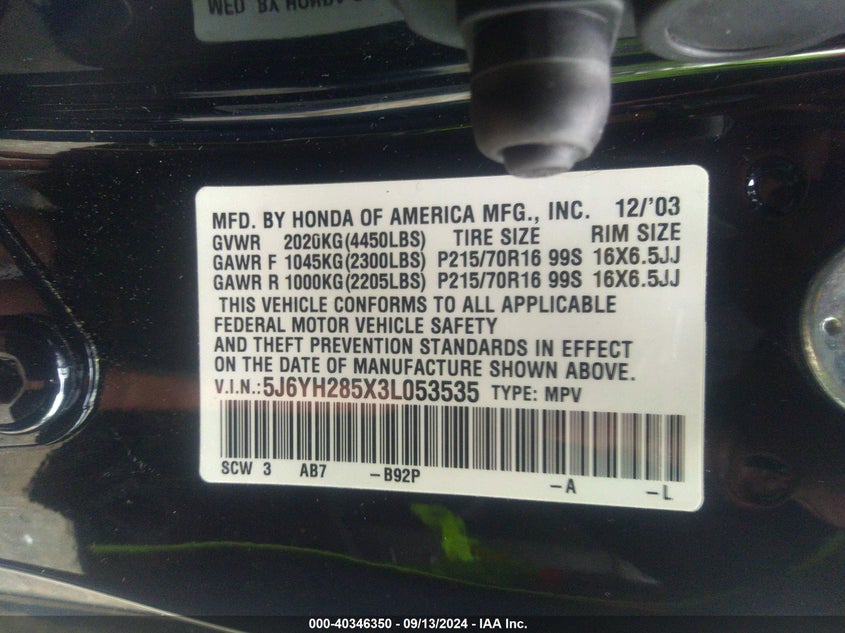 MFD. BY HONDA OF AMERICA MFG., INC. 12/'03
GVWR 2020KG(4450LBS) TIRE SIZE RIM SIZE
GAWR F 1045KG(2300LBS) P215/70R16 99S 16X6.5JJ
GAWR R 1000KG(2205LBS) P215/70R16 99S 16X6.5JJ
THIS VEHICLE CONFORMS TO ALL APPLICABLE
FEDERAL MOTOR VEHICLE SAFETY
AND THEFT PREVENTION STANDARDS IN EFFECT
ON THE DATE OF MANUFACTURE SHOWN ABOVE.
V.I.N.:5J6YH285X3L053535 TYPE: MPV
SCW 3 AB7 -B92P -A -L
000-40346350 - 09/13/2024 - IAA Inc.